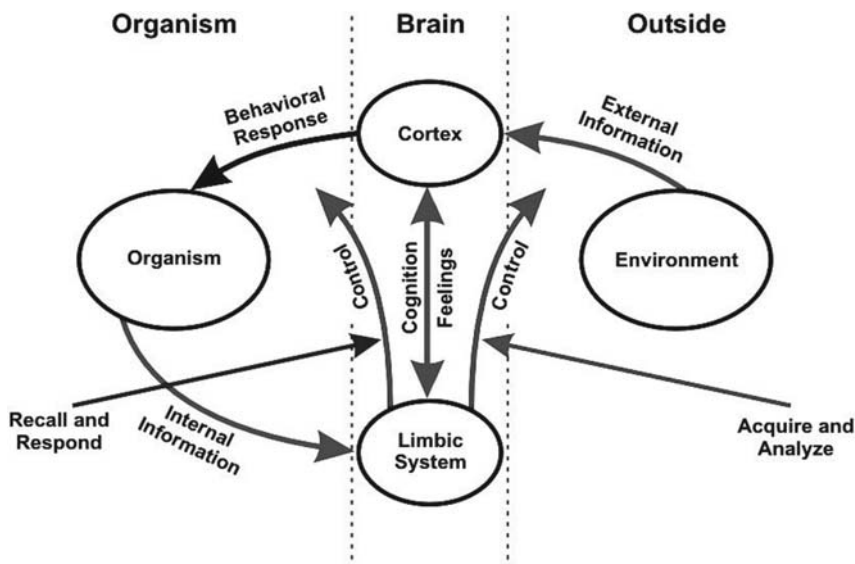 Organism
Brain
Outside
Behavioral
Response
Cortex
External
Information
Organism
Control
Cognition
Feelings
Control
Environment
Recall and
Respond
Internal
Information
Limbic
System
Acquire and
Analyze